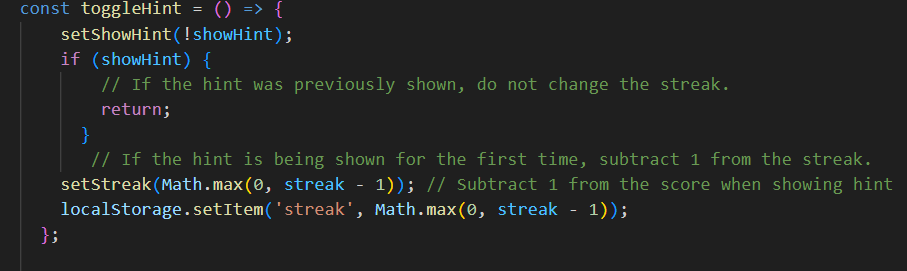 const toggleHint = () => {
setShowHint(!showHint);
if (showHint) {
// If the hint was previously shown, do not change the streak.
return;
}
// If the hint is being shown for the first time, subtract 1 from the streak.
setStreak(Math.max(0, streak - 1)); // Subtract 1 from the score when showing hint
localStorage.setItem('streak', Math.max(0, streak - 1));
};